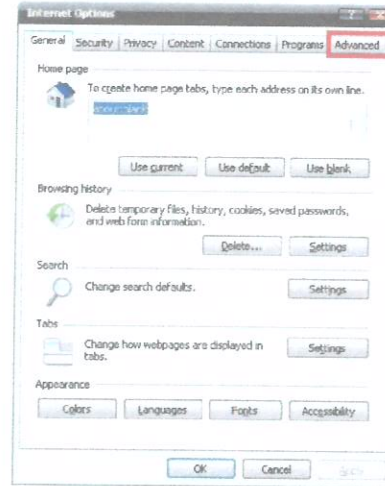 Internet Options
General Security Privacy Content Connections Programs Advanced
Home page
To create home page tabs, type each address on its own line.
about:blank
Use current Use default Use blank
Browsing history
Delete temporary files, history, cookies, saved passwords,
and web form information.
Delete... Settings
Search
Change search defaults.
Settings
Tabs
Change how webpages are displayed in
tabs.
Settings
Appearance
Colors Languages Fonts Accessibility
OK Cancel Apply